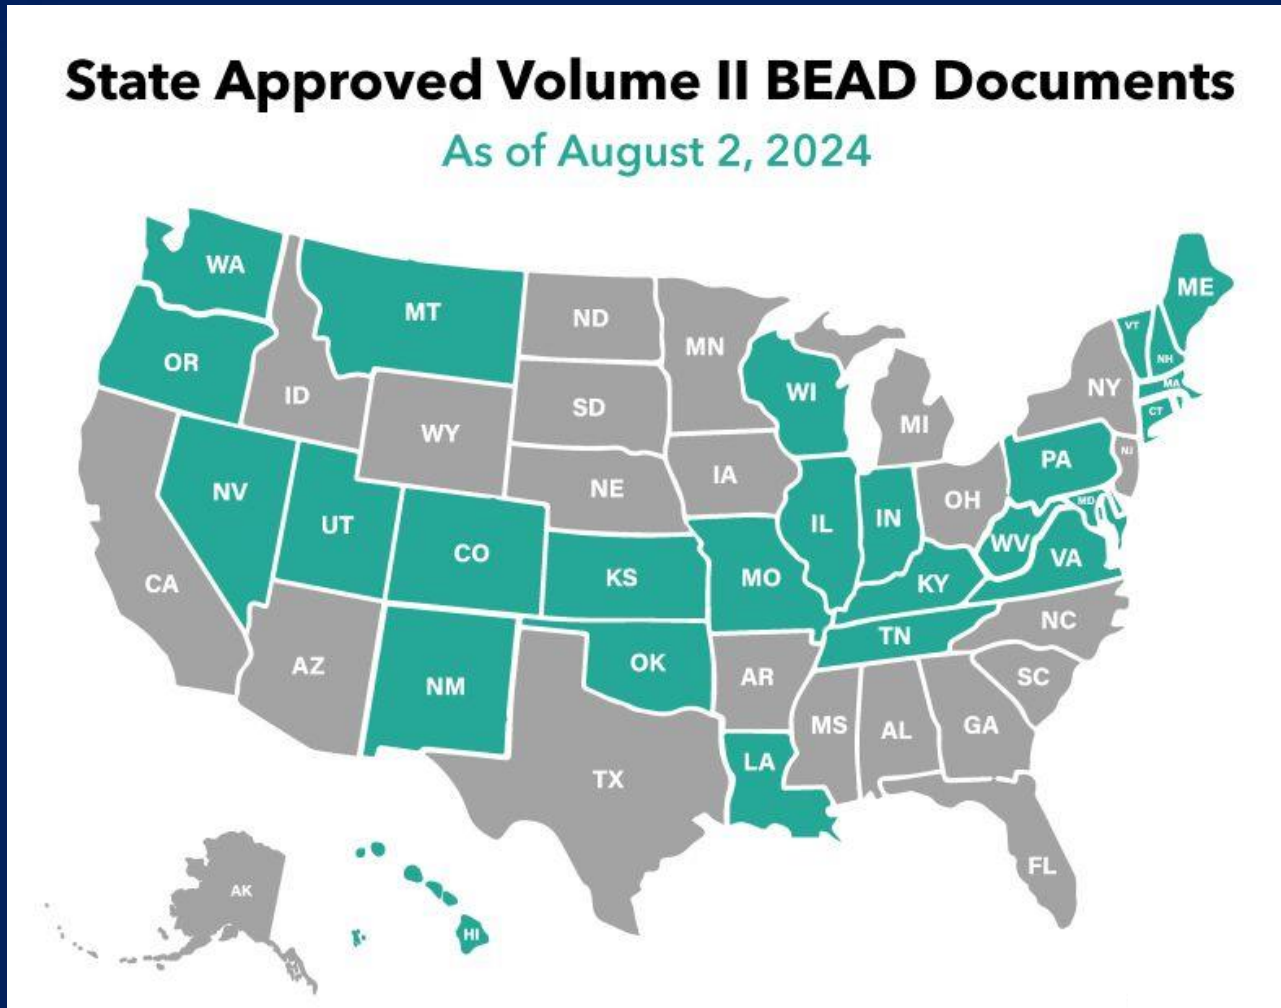 State Approved Volume II BEAD Documents
As of August 2, 2024
WA
MT
ND
MN
ME
VT
NH
OR
ID
WY
SD
WI
MI
NY
MA
CT
NV
UT
CO
NE
IA
IL
IN
OH
PA
NJ
MD
CA
KS
MO
KY
WV
VA
AZ
NM
OK
AR
TN
NC
SC
TX
LA
MS
AL
GA
FL
AK
HI